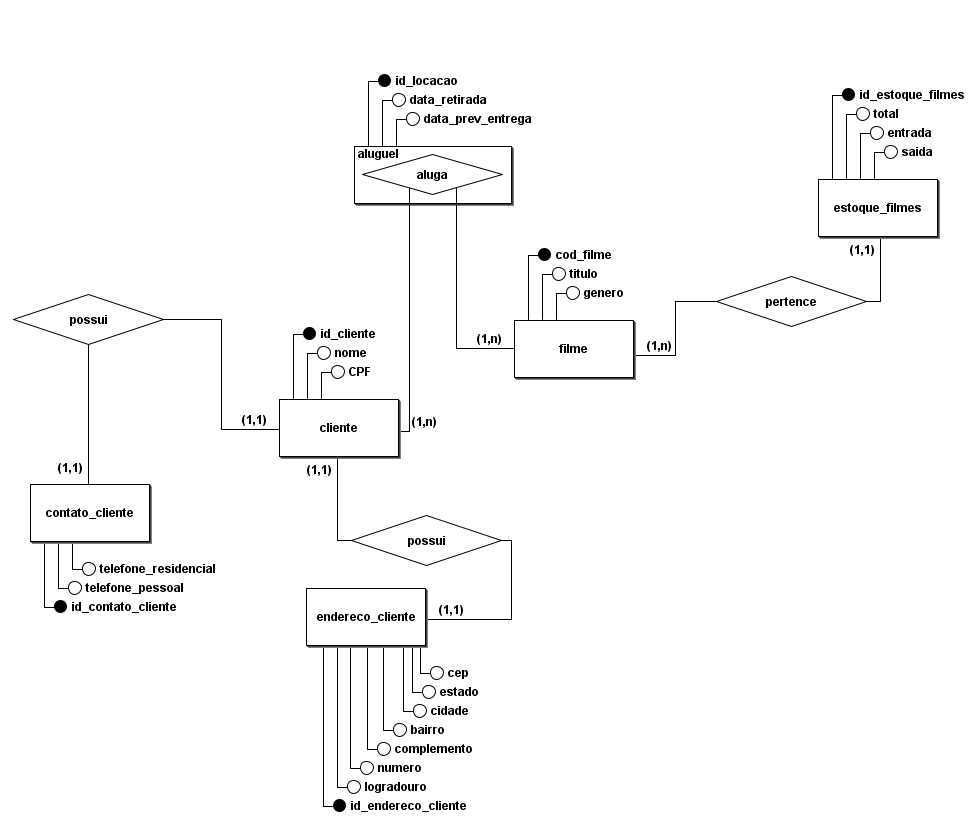 id_locacao
data_retirada
data_prev_entrega
aluguel
aluga
id_estoque_filmes
total
entrada
saida
estoque_filmes
(1,1)
pertence
cod_filme
titulo
genero
filme
(1,n)
(1,n)
possui
id_cliente
nome
CPF
cliente
(1,1)
(1,n)
(1,1)
(1,1)
contato_cliente
telefone_residencial
telefone_pessoal
id_contato_cliente
possui
endereco_cliente
(1,1)
cep
estado
cidade
bairro
complemento
numero
logradouro
id_endereco_cliente